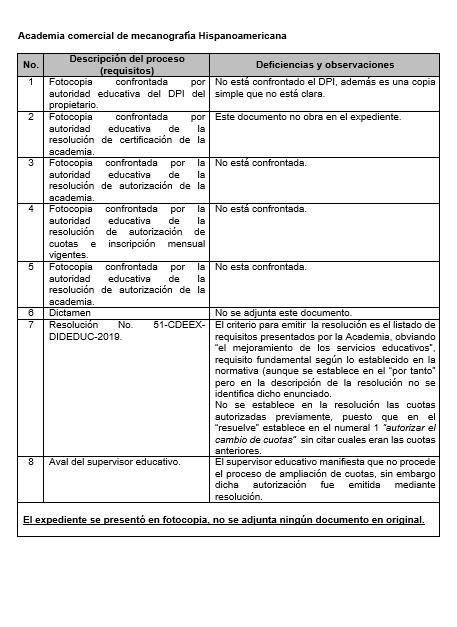 Academia comercial de mecanografía Hispanoamericana
No.
Descripción del proceso
(requisitos)
Deficiencias y observaciones
1
Fotocopia confrontada por
autoridad educativa del DPI del
propietario.
No está confrontado el DPI, además es una copia
simple que no está clara.
2
Fotocopia confrontada por
autoridad educativa de la
resolución de certificación de la
academia.
Este documento no obra en el expediente.
3
Fotocopia confrontada por la
autoridad educativa de la
resolución de autorización de la
academia.
No está confrontada.
4
Fotocopia confrontada por la
autoridad educativa de la
resolución de autorización de
cuotas e inscripción mensual
vigentes.
No está confrontada.
5
Fotocopia confrontada por la
autoridad educativa de la
resolución de autorización de la
academia.
No esta confrontada.
6
Dictamen
No se adjunta este documento.
7
Resolución No. 51-CDEEX-
DIDEDUC-2019.
El criterio para emitir la resolución es el listado de
requisitos presentados por la Academia, obviando
“el mejoramiento de los servicios educativos”,
requisito fundamental según lo establecido en la
normativa (aunque se establece en el “por tanto”
pero en la descripción de la resolución no se
identifica dicho enunciado.
No se establece en la resolución las cuotas
autorizadas previamente, puesto que en el
“resuelve” establece en el numeral 1 “autorizar el
cambio de cuotas” sin citar cuales eran las cuotas
anteriores.
8
Aval del supervisor educativo.
El supervisor educativo manifiesta que no procede
el proceso de ampliación de cuotas, sin embargo
dicha autorización fue emitida mediante
resolución.
El expediente se presentó en fotocopia, no se adjunta ningún documento en original.